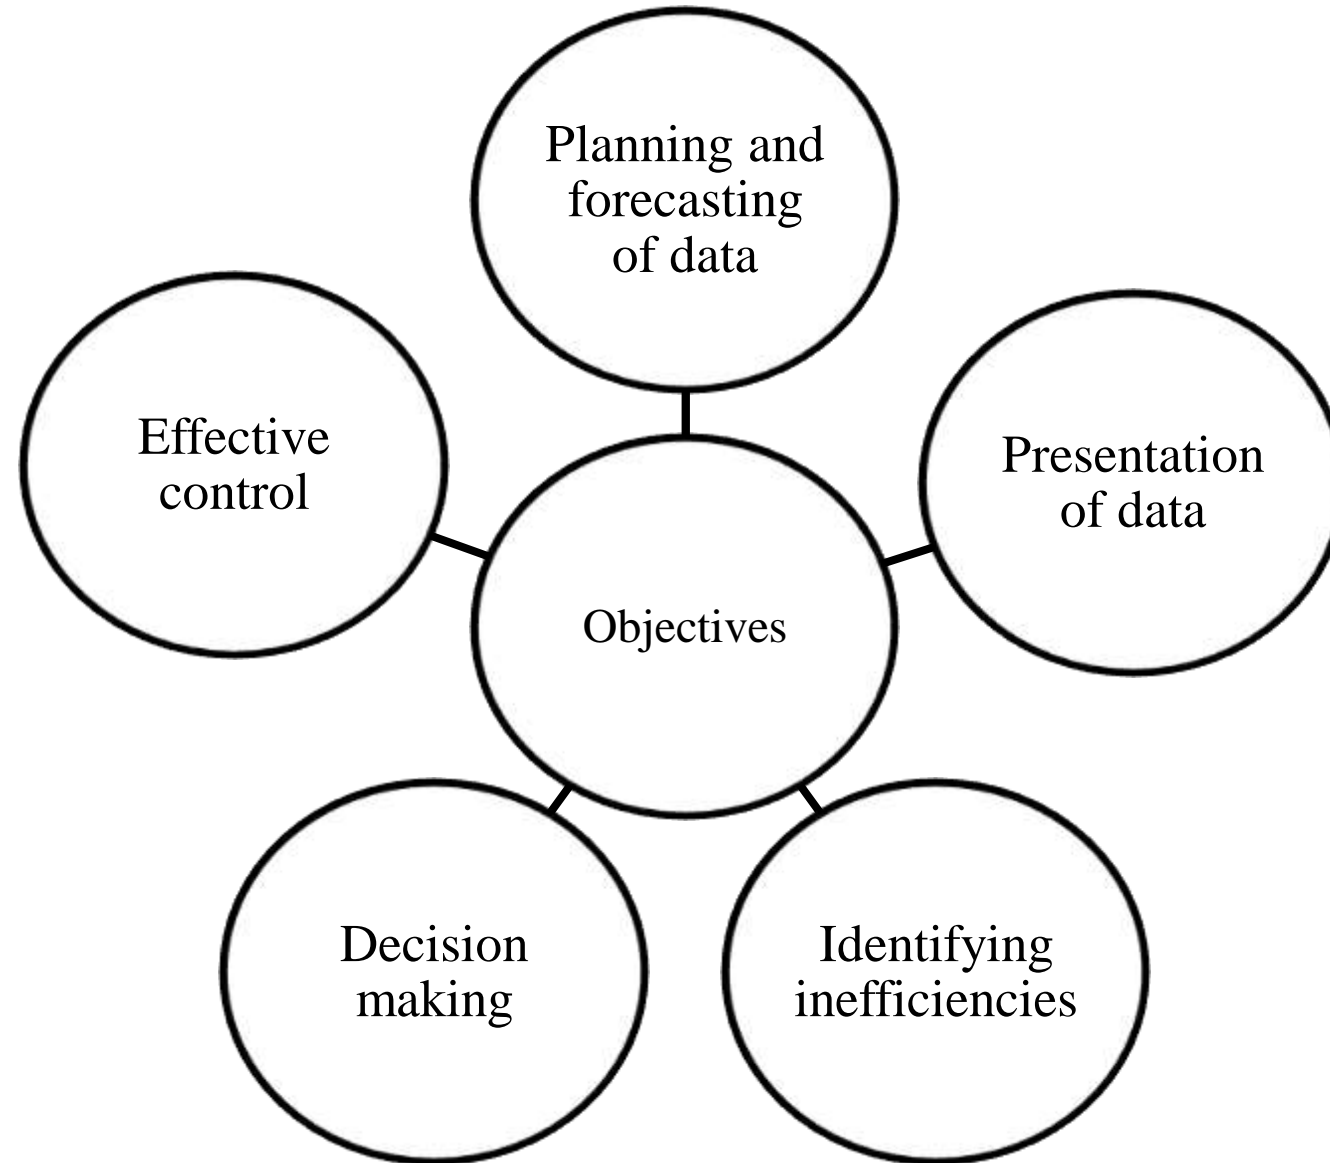 Planning and
forecasting
of data
Effective
control
Presentation
of data
Objectives
Decision
making
Identifying
inefficiencies